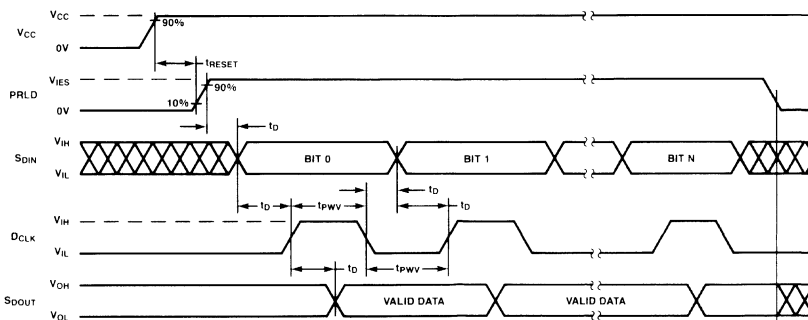 VCC
90%
VCC
0V
tRESET
VIES
PRLD
90%
10%
0V
tD
VIH
SDIN
BIT 0
BIT 1
BIT N
VIL
tD
tD
tPWV
tD
VIH
DCLK
VIL
tD
tPWV
VOH
SDOUT
VALID DATA
VALID DATA
VOL